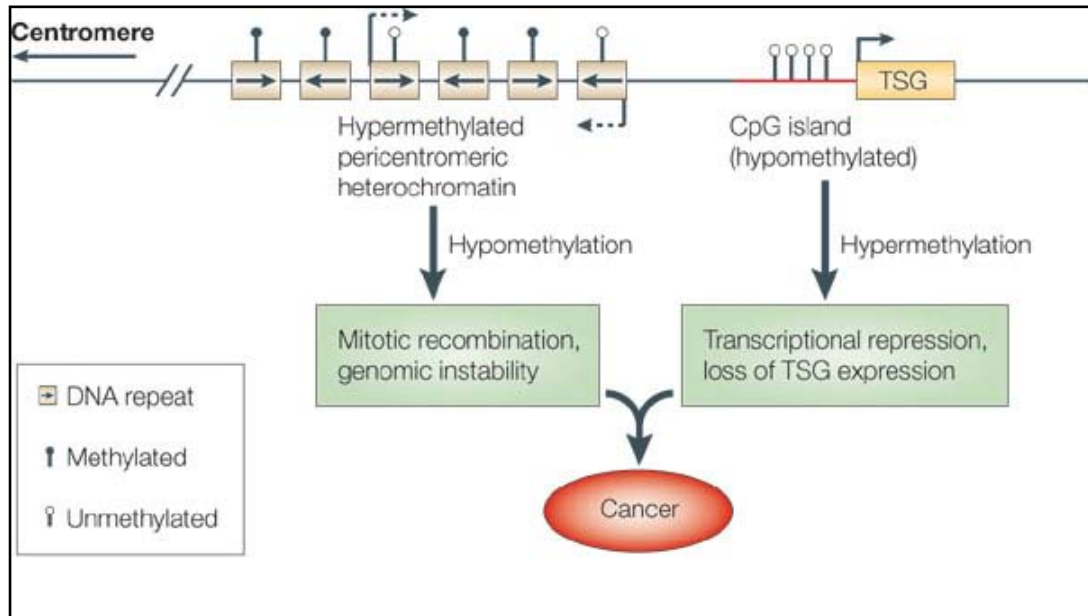 Centromere
TSG
Hypermethylated
pericentromeric
heterochromatin
CpG island
(hypomethylated)
Hypomethylation
Hypermethylation
Mitotic recombination,
genomic instability
Transcriptional repression,
loss of TSG expression
DNA repeat
Methylated
Unmethylated
Cancer